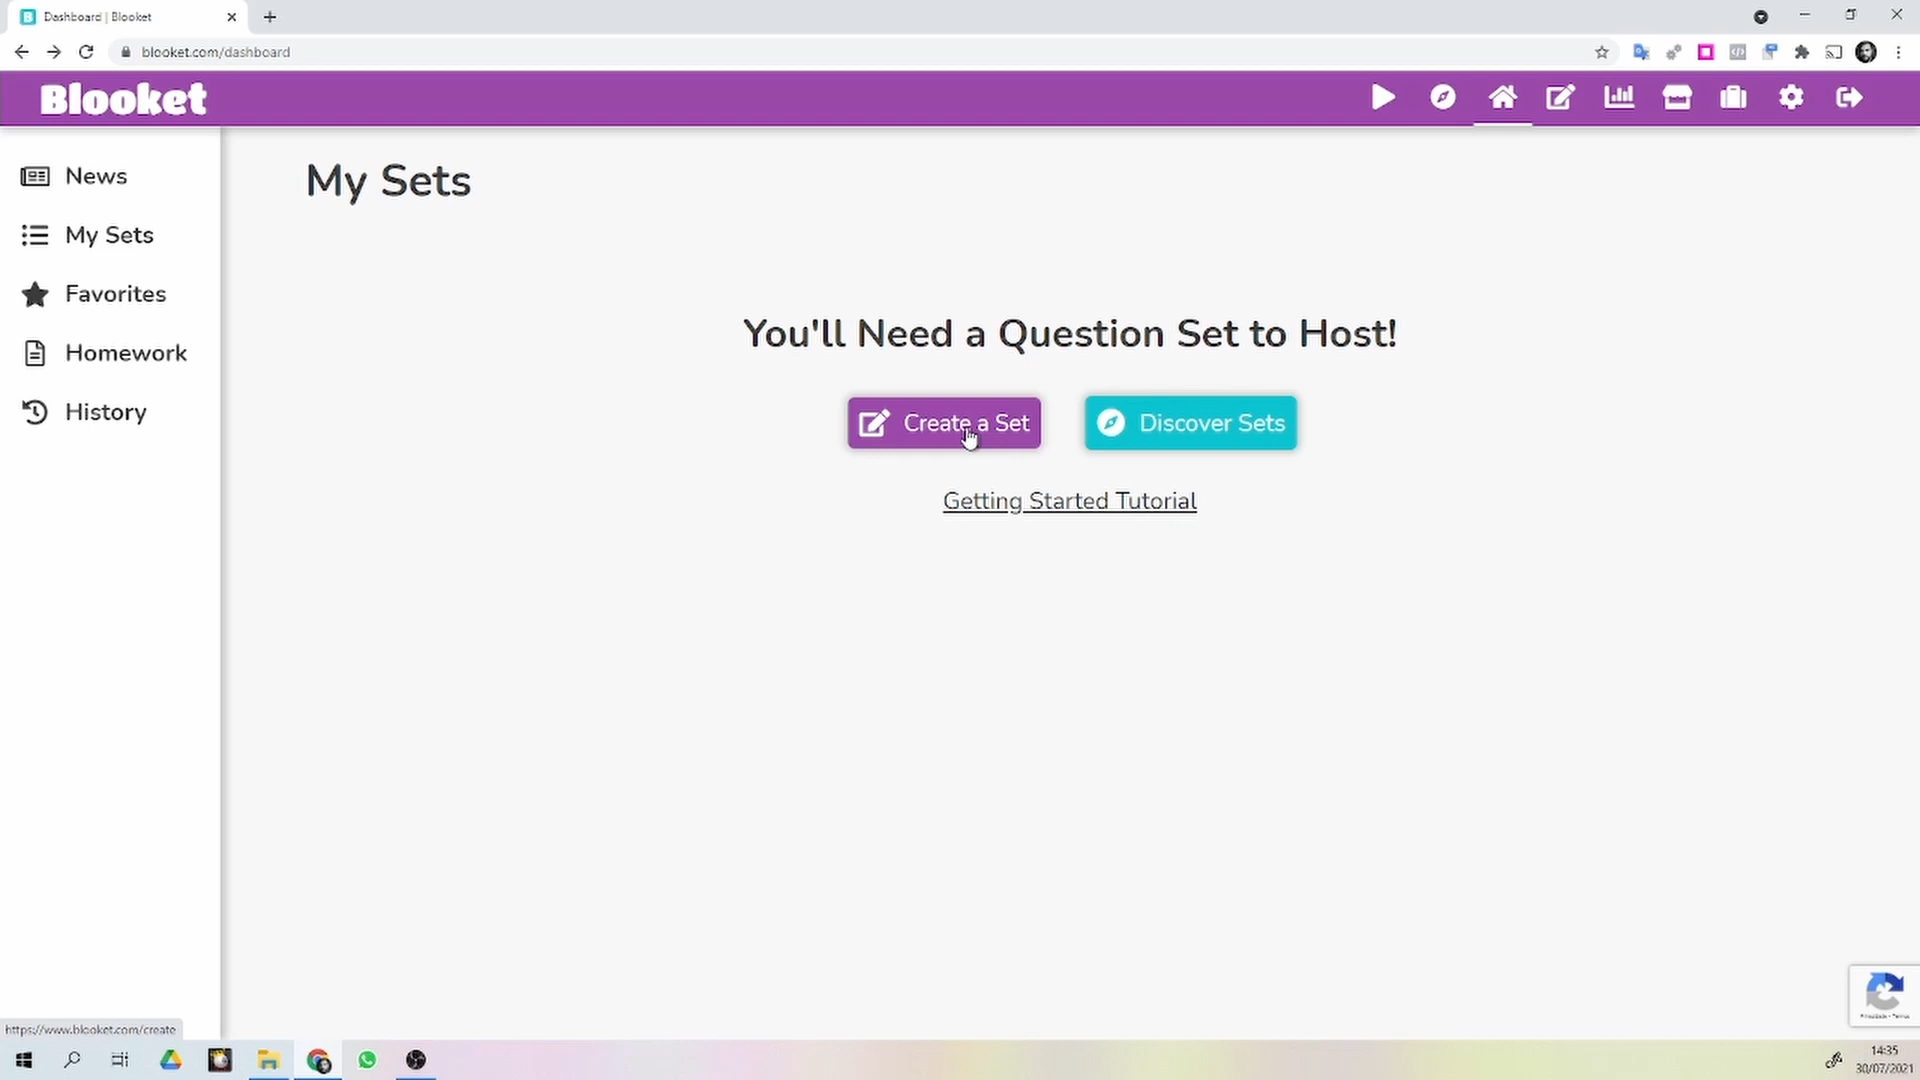 Dashboard | Blooket
blooket.com/dashboard
Blooket
News
My Sets
Favorites
Homework
History
My Sets
You'll Need a Question Set to Host!
Create a Set
Discover Sets
Getting Started Tutorial
https://www.blooket.com/create
14:35
30/07/2021